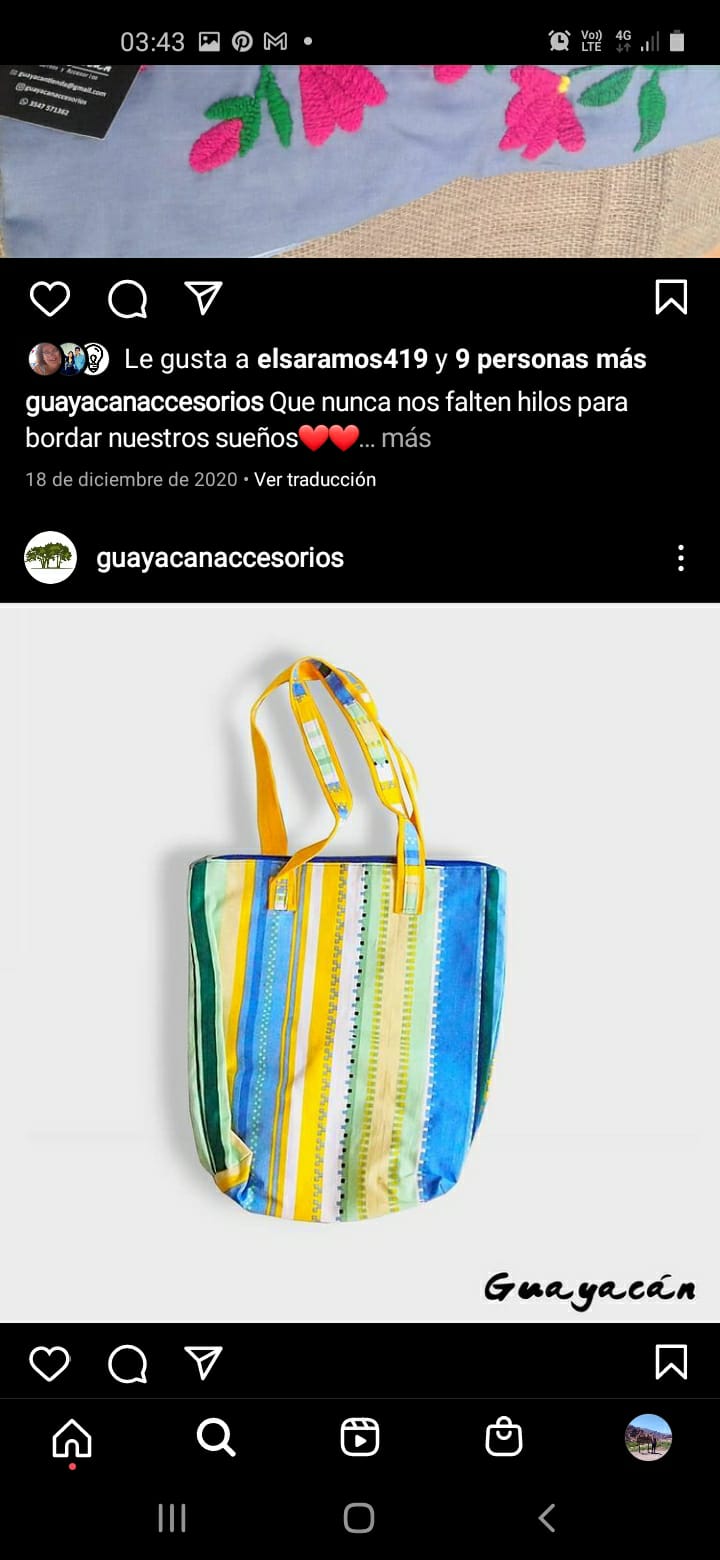 03:43
Vo))
LTE
4G
y Accesorios
guayacantienda@gmail.com
guayacanaccesorios
3547 571362
Le gusta a elsaramos419 y 9 personas más
guayacanaccesorios Que nunca nos falten hilos para
bordar nuestros sueños❤️❤️... más
18 de diciembre de 2020 • Ver traducción
guayacanaccesorios
Guayacán